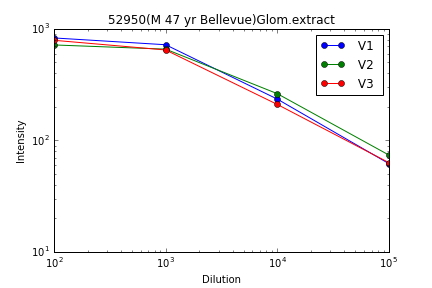 52950(M 47 yr Bellevue)Glom.extract
10³
V1
V2
V3
10²
10¹
Intensity
10² 10³ 10⁴ 10⁵
Dilution